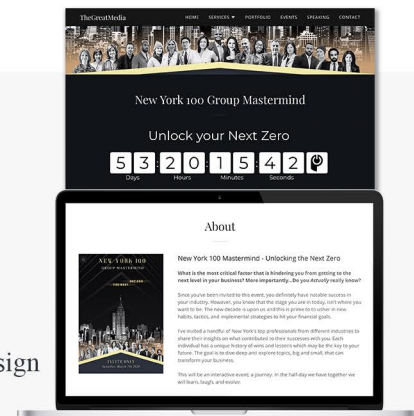 TheGreatMedia
HOME SERVICES PORTFOLIO EVENTS SPEAKING CONTACT
New York 100 Group Mastermind
Unlock your Next Zero
53:20:15:42
Days Hours Minutes Seconds
About
NEW YORK 100
GROUP MASTERMIND
New York 100 Mastermind - Unlocking the Next Zero
What is the most critical factor that is hindering you from getting to the
next level in your business? More importantly...Do you Actually really know?
Since you've been invited to this event, you definitely have notable success in
your industry. However, you know that the stage you are in today, isn't where you
want to be. The new decade is upon us and this is prime to to usher in new
habits, tactics, and implemental strategies to hit your financial goals.
I've invited a handful of New York's top professionals from different industries to
share their insights on what contributed to their successes with you. Each
individual has a unique history of wins and lessons which may be the key to your
future. The goal is to dive deep and explore topics, big and small, that can
transform your business.
This will be an interactive event; a journey. In the half-day we have together we
will learn, laugh, and evolve.
INVITE ONLY
sign